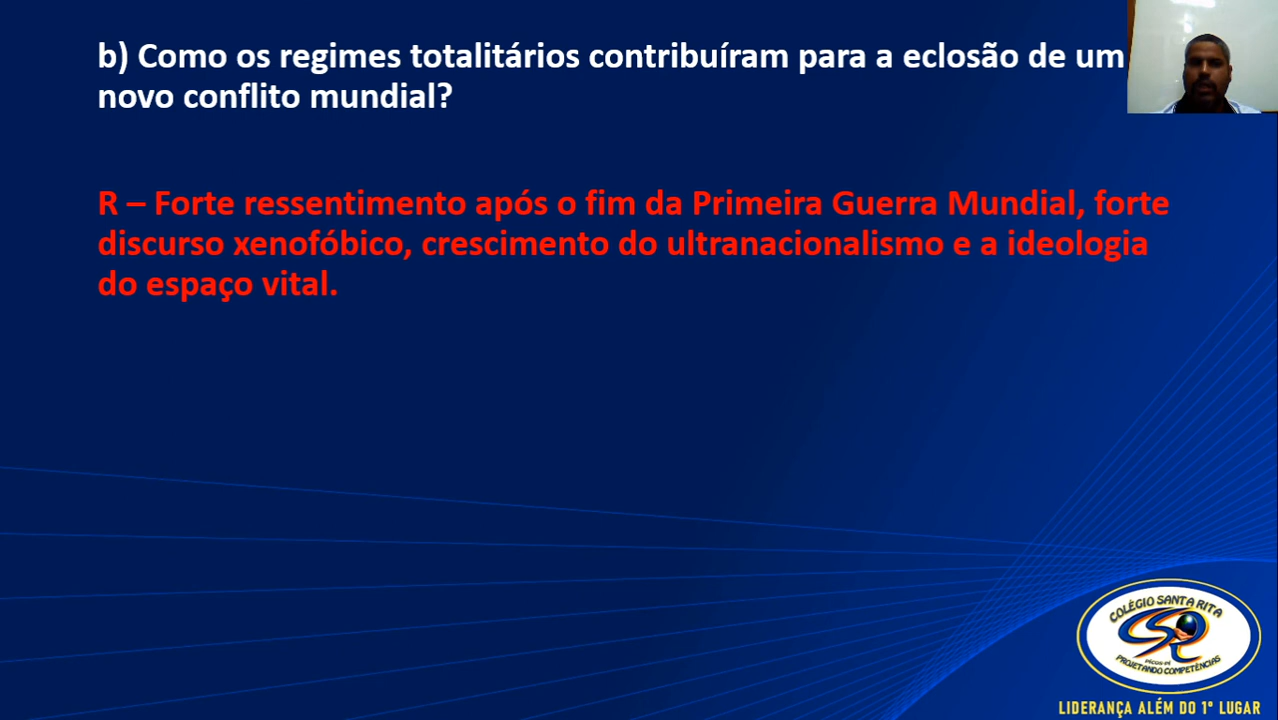 b) Como os regimes totalitários contribuíram para a eclosão de um
novo conflito mundial?
R – Forte ressentimento após o fim da Primeira Guerra Mundial, forte
discurso xenofóbico, crescimento do ultranacionalismo e a ideologia
do espaço vital.
COLÉGIO SANTA RITA
PICOS-PI
PROJETANDO COMPETÊNCIAS
LIDERANÇA ALÉM DO 1º LUGAR